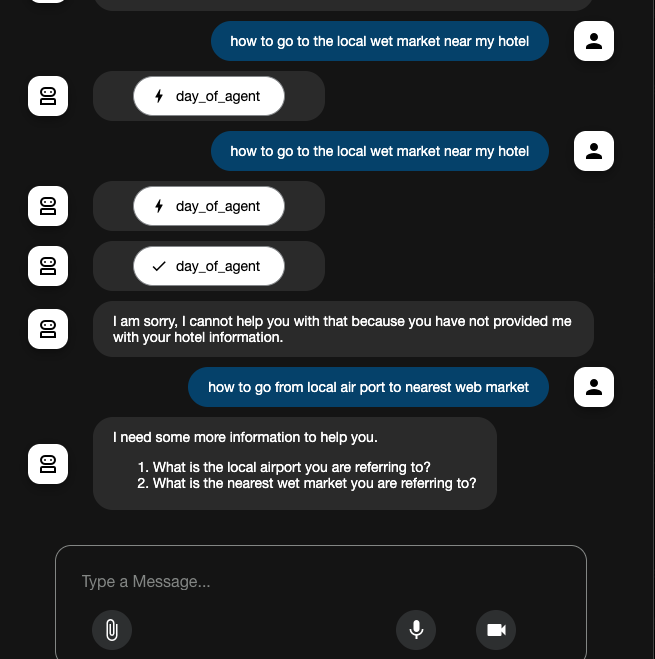 how to go to the local wet market near my hotel
day_of_agent
how to go to the local wet market near my hotel
day_of_agent
day_of_agent
I am sorry, I cannot help you with that because you have not provided me
with your hotel information.
how to go from local air port to nearest web market
I need some more information to help you.
1. What is the local airport you are referring to?
2. What is the nearest wet market you are referring to?
Type a Message...